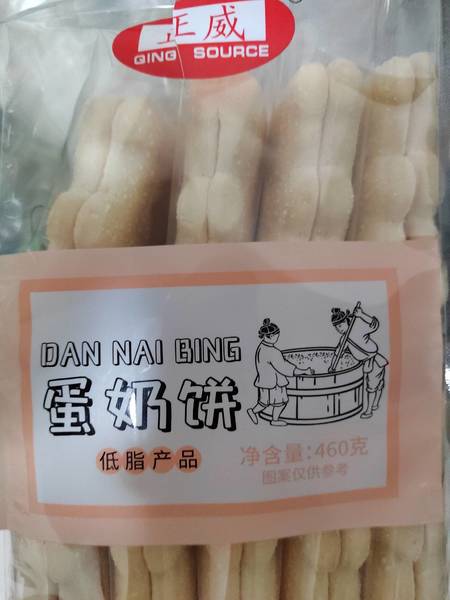 正威
QING SOURCE
DAN NAI BING
蛋奶饼
低脂产品
净含量:460克
图案仅供参考